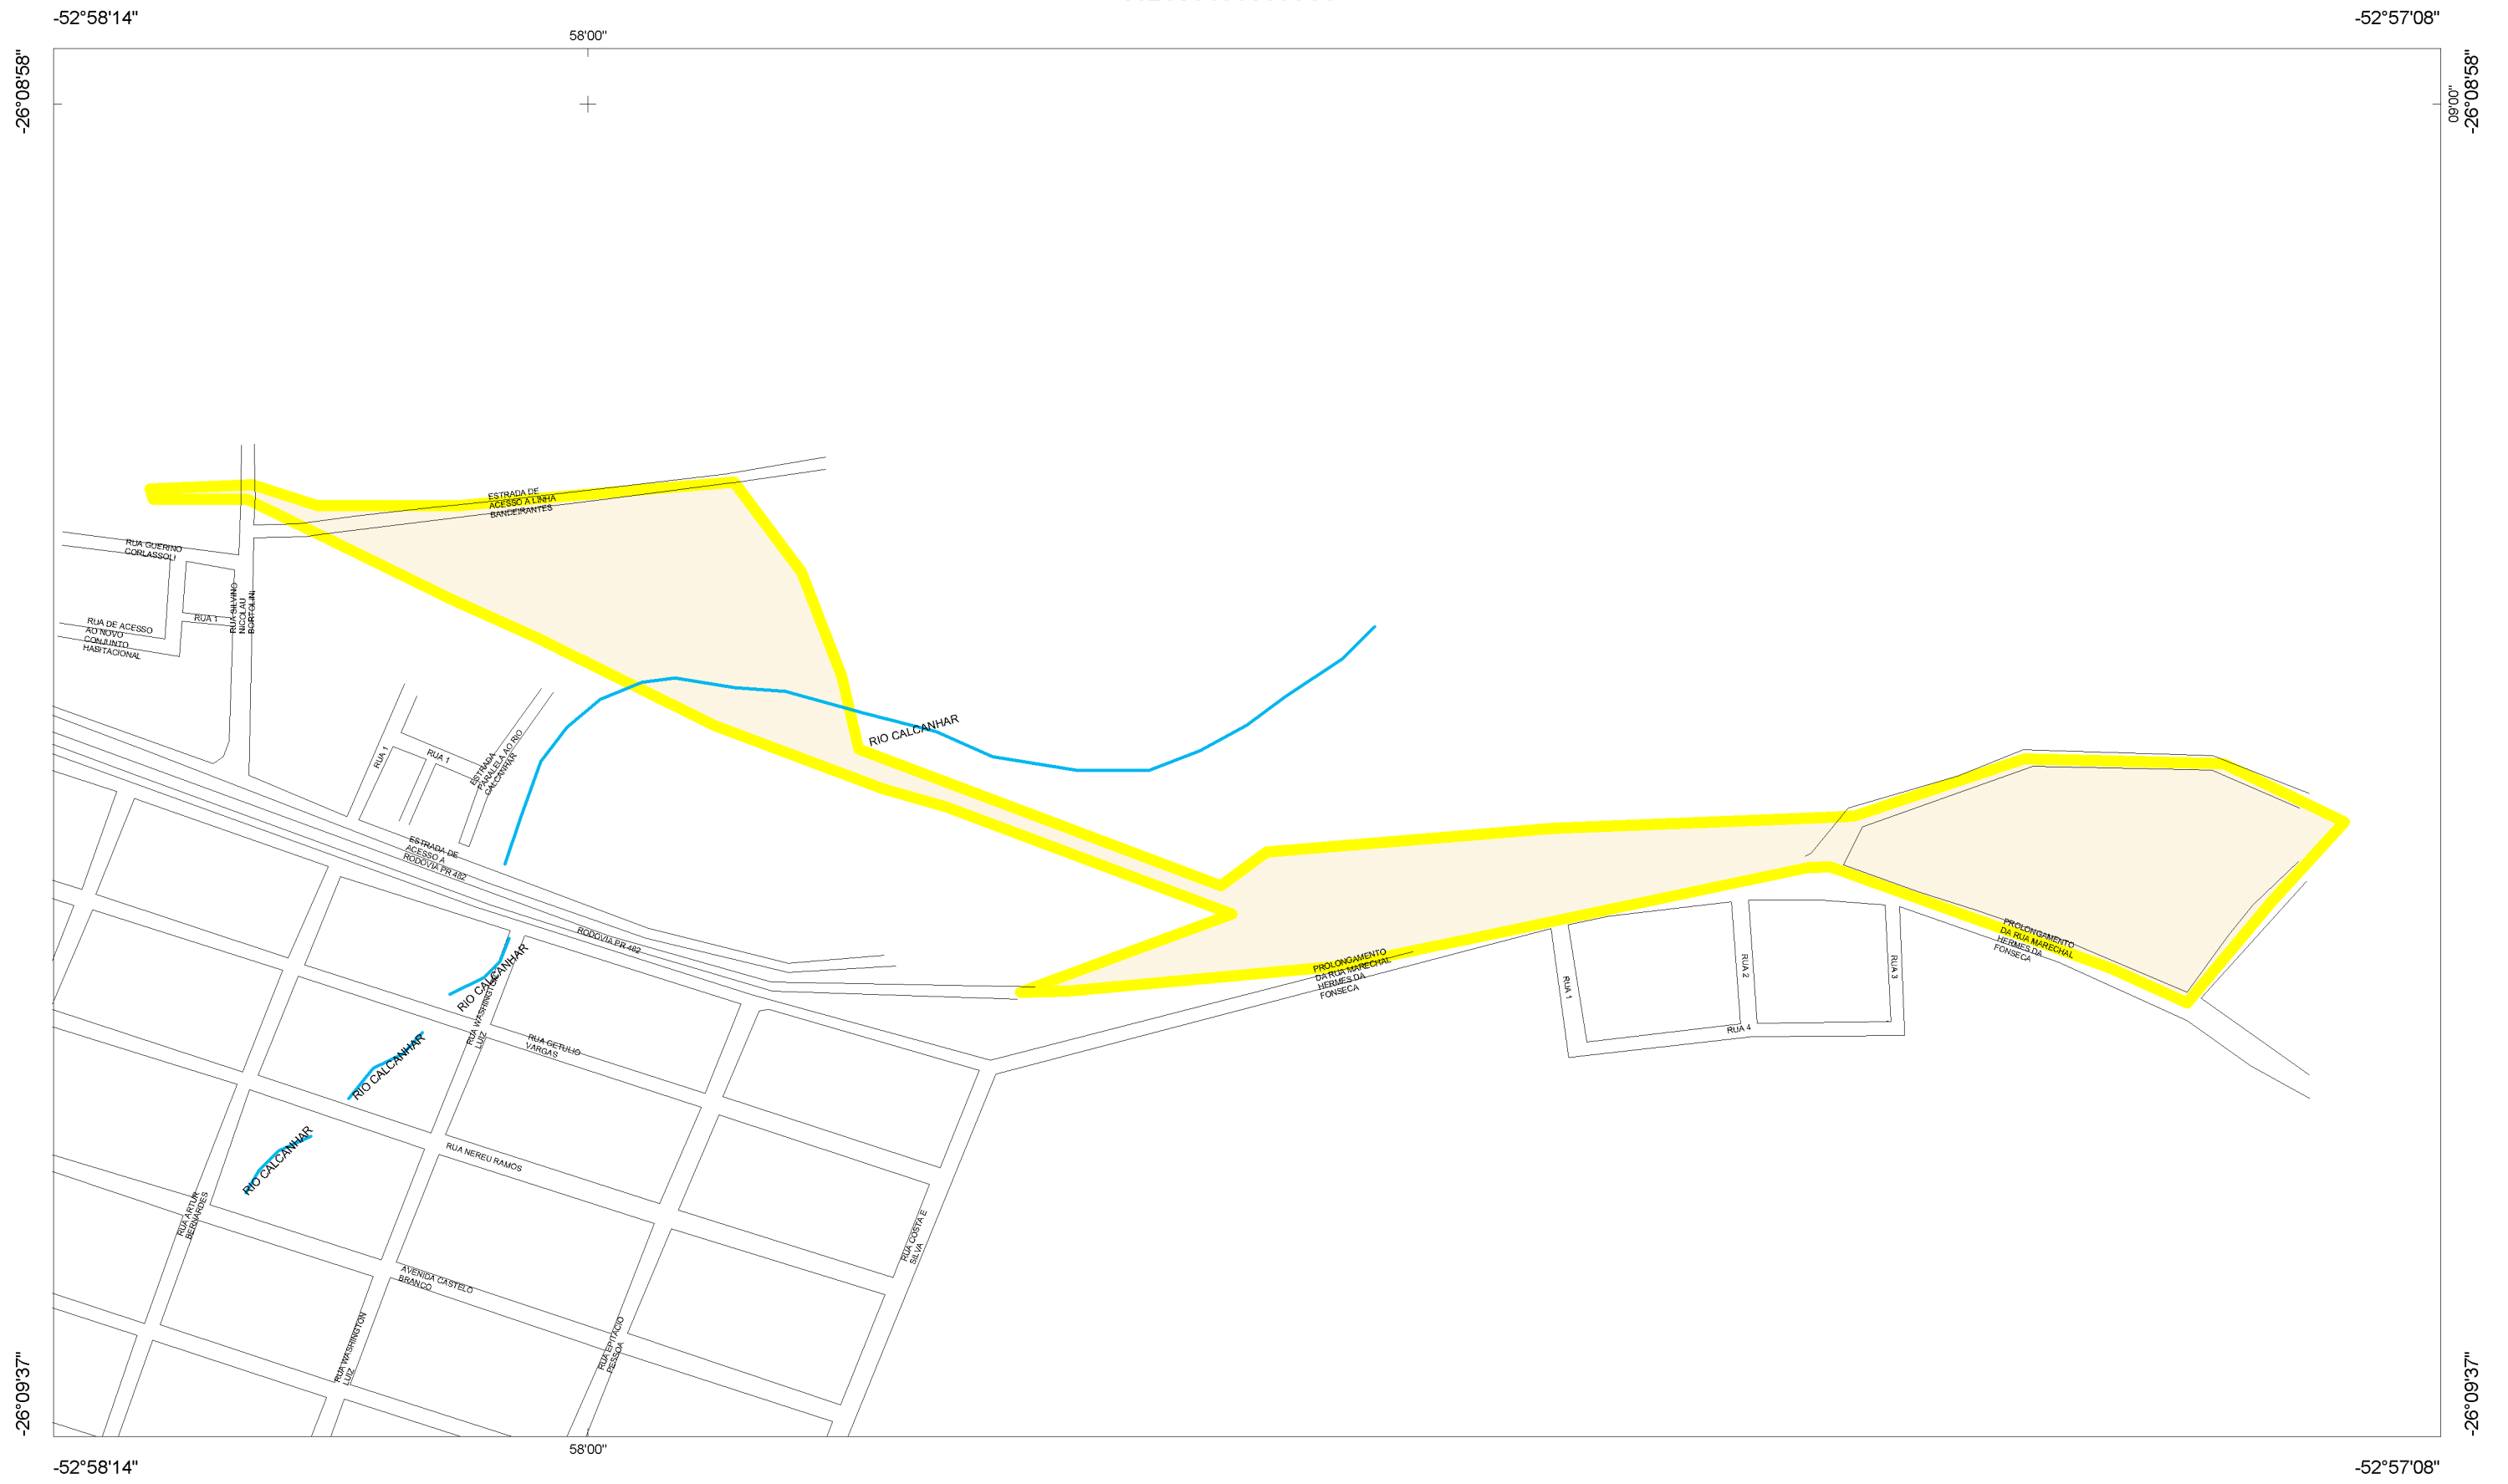 -52°58'14"
-52°57'08"
58'00"
-26°08'58"
09'00"
-26°08'58"
ESTRADA DE
ACESSO A LINHA
BANDEIRANTES
RUA GUERINO
CORLASSOLI
RUA SILVINO
NICOLAU
BORTOLINI
RUA 1
RUA DE ACESSO
AO NOVO
CONJUNTO
HABITACIONAL
RIO CALCANHAR
RUA 1
RUA 1
ESTRADA
PARALELA AO RIO
CALCANHAR
ESTRADA DE
ACESSO A
RODOVIA PR 482
RODOVIA PR 482
PROLONGAMENTO
DA RUA MARECHAL
HERMES DA
FONSECA
PROLONGAMENTO
DA RUA MARECHAL
HERMES DA
FONSECA
RUA 1
RUA 2
RUA 3
RUA 4
RIO CALCANHAR
RUA WASHINGTON
LUIZ
RUA GETULIO
VARGAS
RIO CALCANHAR
RIO CALCANHAR
RUA NEREU RAMOS
RUA ARTUR
BERNARDES
RUA COSTA E
SILVA
AVENIDA CASTELO
BRANCO
RUA WASHINGTON
LUIZ
RUA EPITACIO
PESSOA
-26°09'37"
-26°09'37"
58'00"
-52°58'14"
-52°57'08"